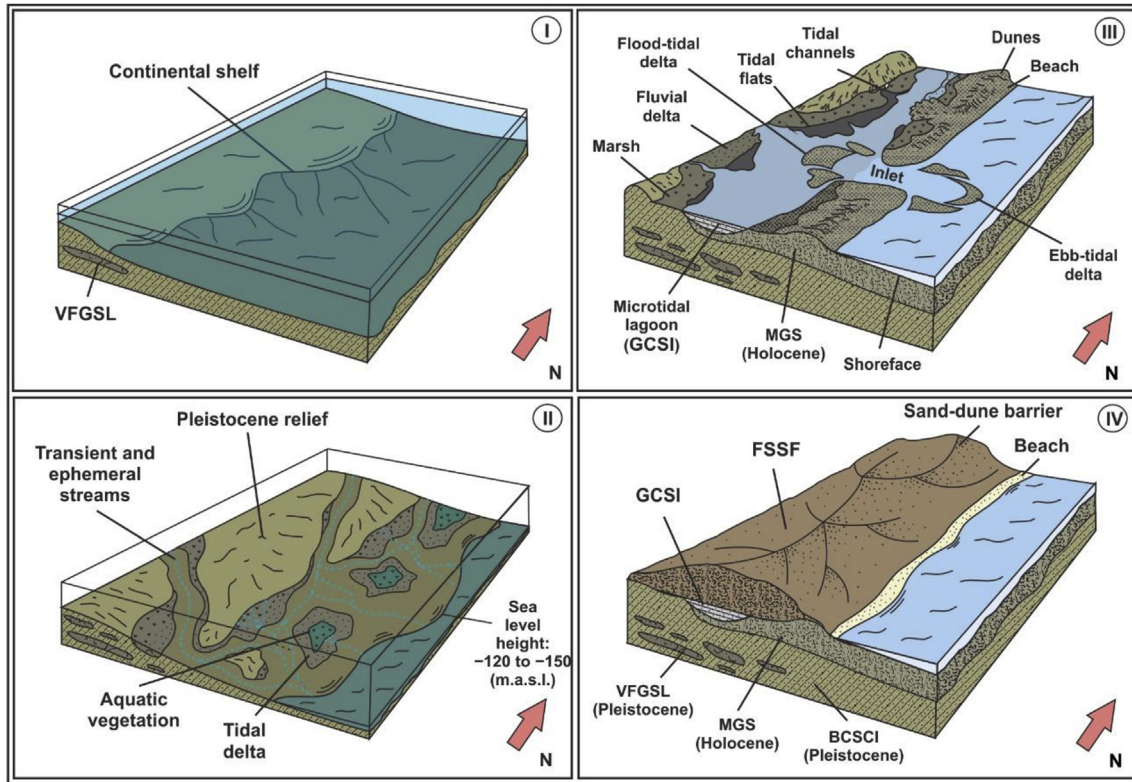 I
Continental shelf
VFGSL
N
III
Tidal
channels
Flood-tidal
delta
Tidal
flats
Dunes
Beach
Fluvial
delta
Marsh
Inlet
Ebb-tidal
delta
Microtidal
lagoon
(GCSI)
MGS
(Holocene)
Shoreface
N
II
Pleistocene relief
Transient and
ephemeral
streams
Sea
level
height:
−120 to −150
(m.a.s.l.)
Aquatic
vegetation
Tidal
delta
N
IV
Sand-dune barrier
FSSF
Beach
GCSI
VFGSL
(Pleistocene)
MGS
(Holocene)
BCSCI
(Pleistocene)
N